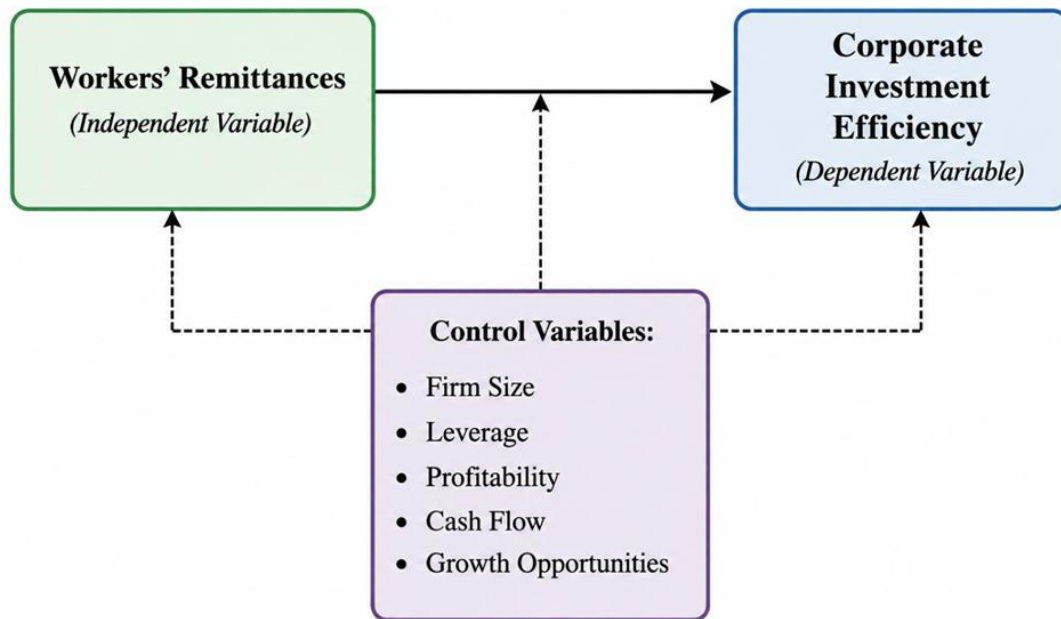 Workers’ Remittances
(Independent Variable)
Corporate
Investment
Efficiency
(Dependent Variable)
Control Variables:
• Firm Size
• Leverage
• Profitability
• Cash Flow
• Growth Opportunities